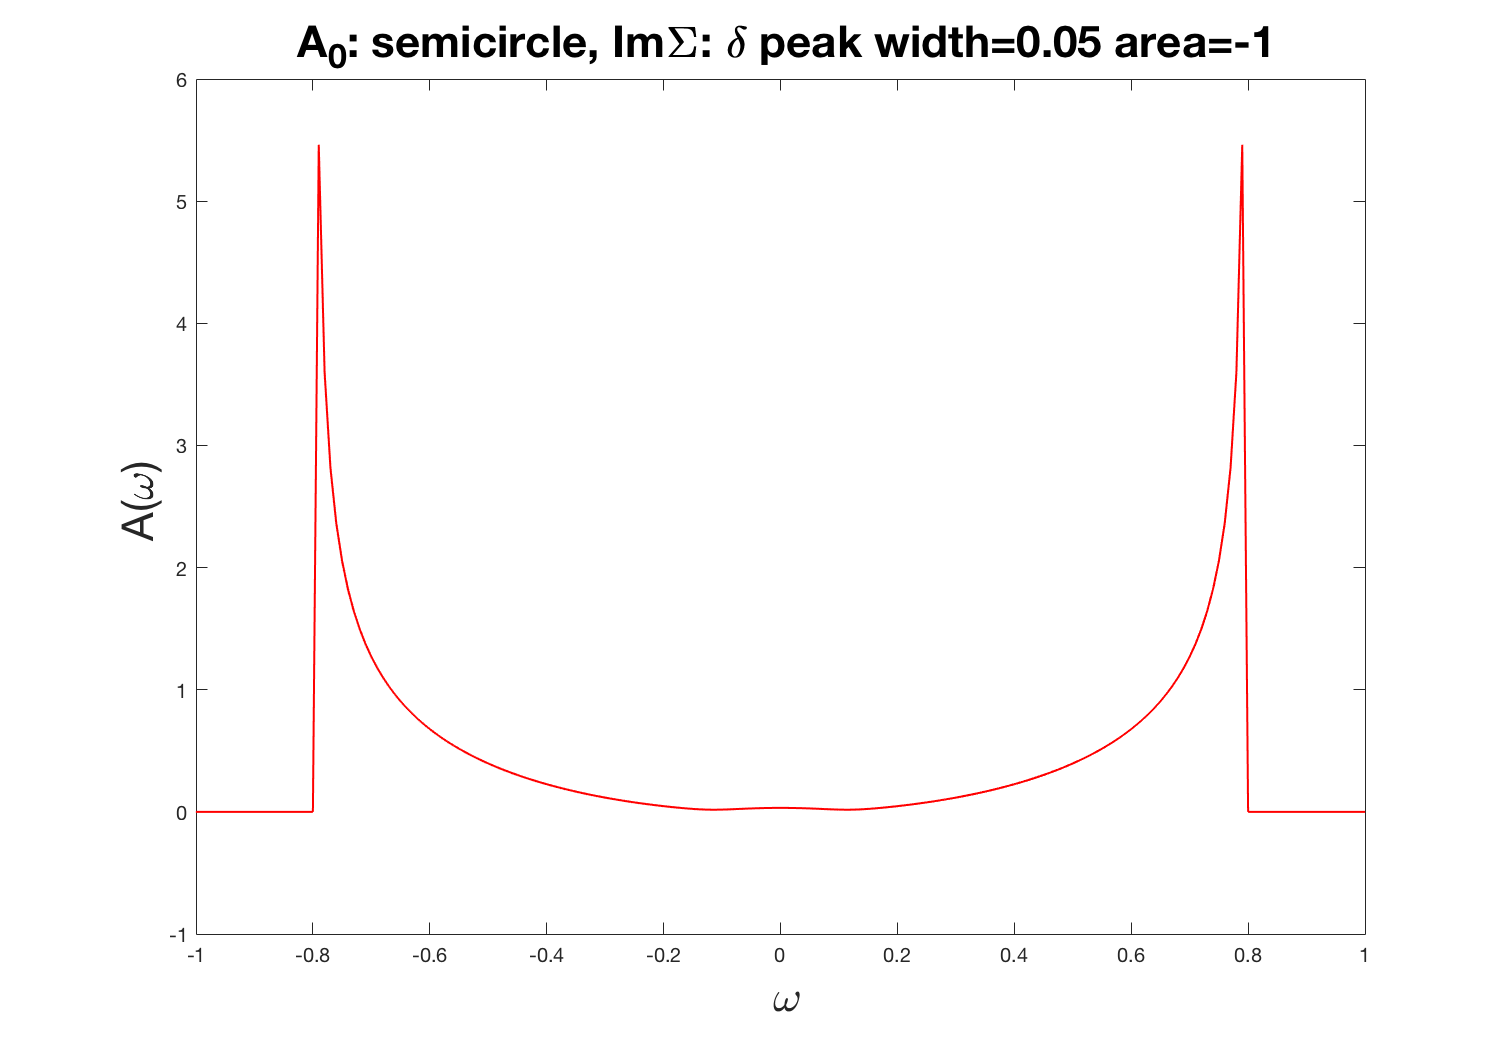 A₀: semicircle, ImΣ: δ peak width=0.05 area=-1
6
5
4
3
2
1
0
-1
A(ω)
-1 -0.8 -0.6 -0.4 -0.2 0 0.2 0.4 0.6 0.8 1
ω